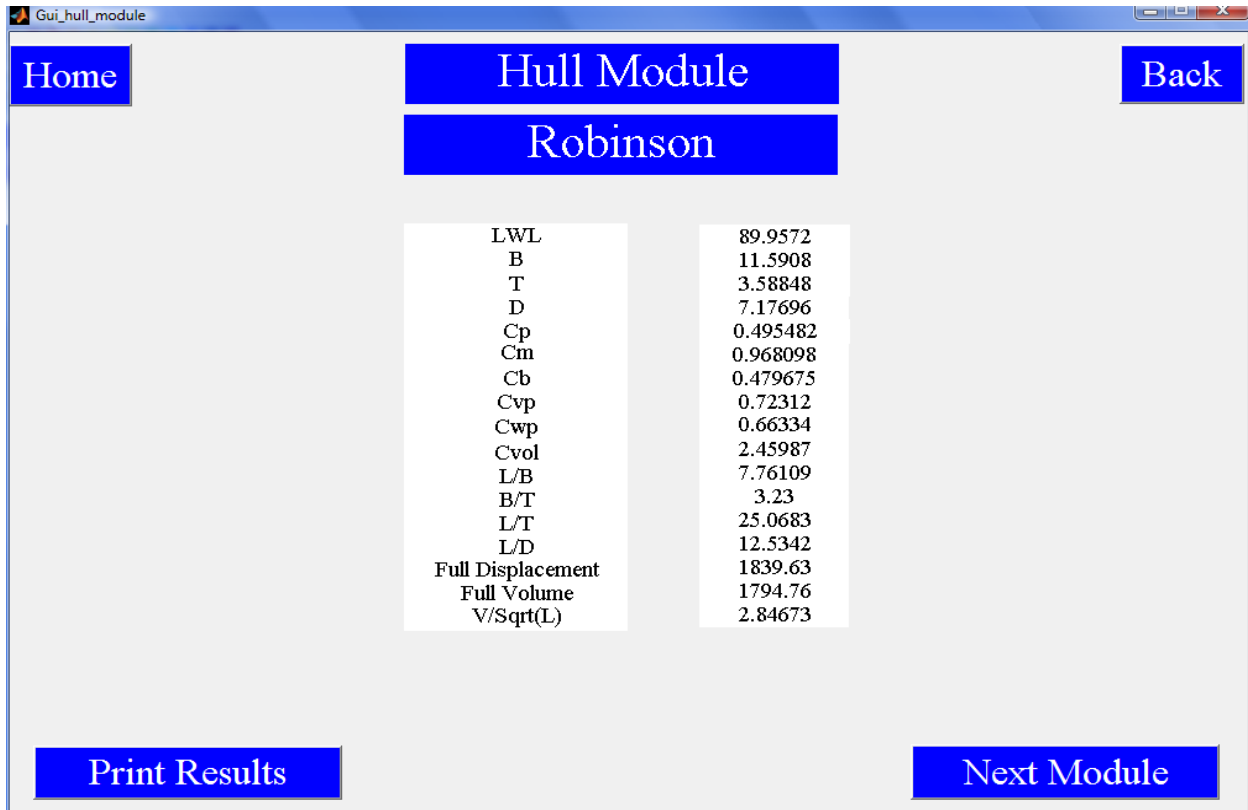 Gui_hull_module
Home Hull Module Back
Robinson
LWL 89.9572
B 11.5908
T 3.58848
D 7.17696
Cp 0.495482
Cm 0.968098
Cb 0.479675
Cvp 0.72312
Cwp 0.66334
Cvol 2.45987
L/B 7.76109
B/T 3.23
L/T 25.0683
L/D 12.5342
Full Displacement 1839.63
Full Volume 1794.76
V/Sqrt(L) 2.84673
Print Results Next Module